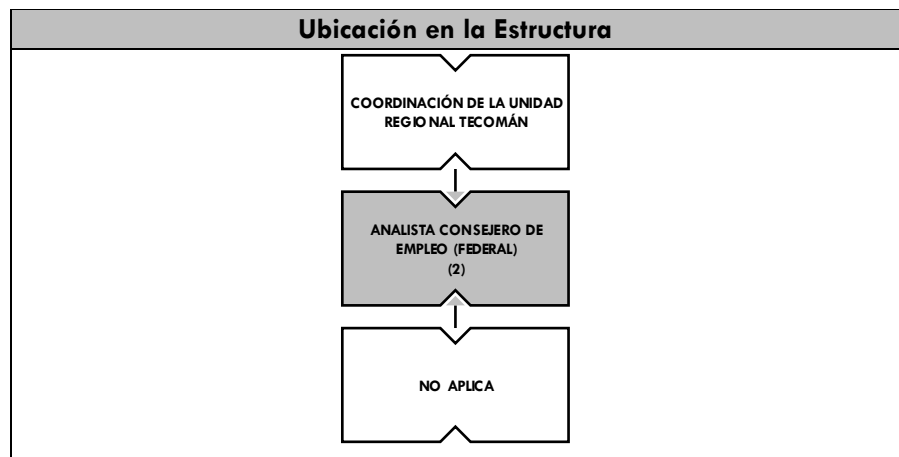 Ubicación en la Estructura
COORDINACIÓN DE LA UNIDAD
REGIONAL TECOMÁN
ANALISTA CONSEJERO DE
EMPLEO (FEDERAL)
(2)
NO APLICA